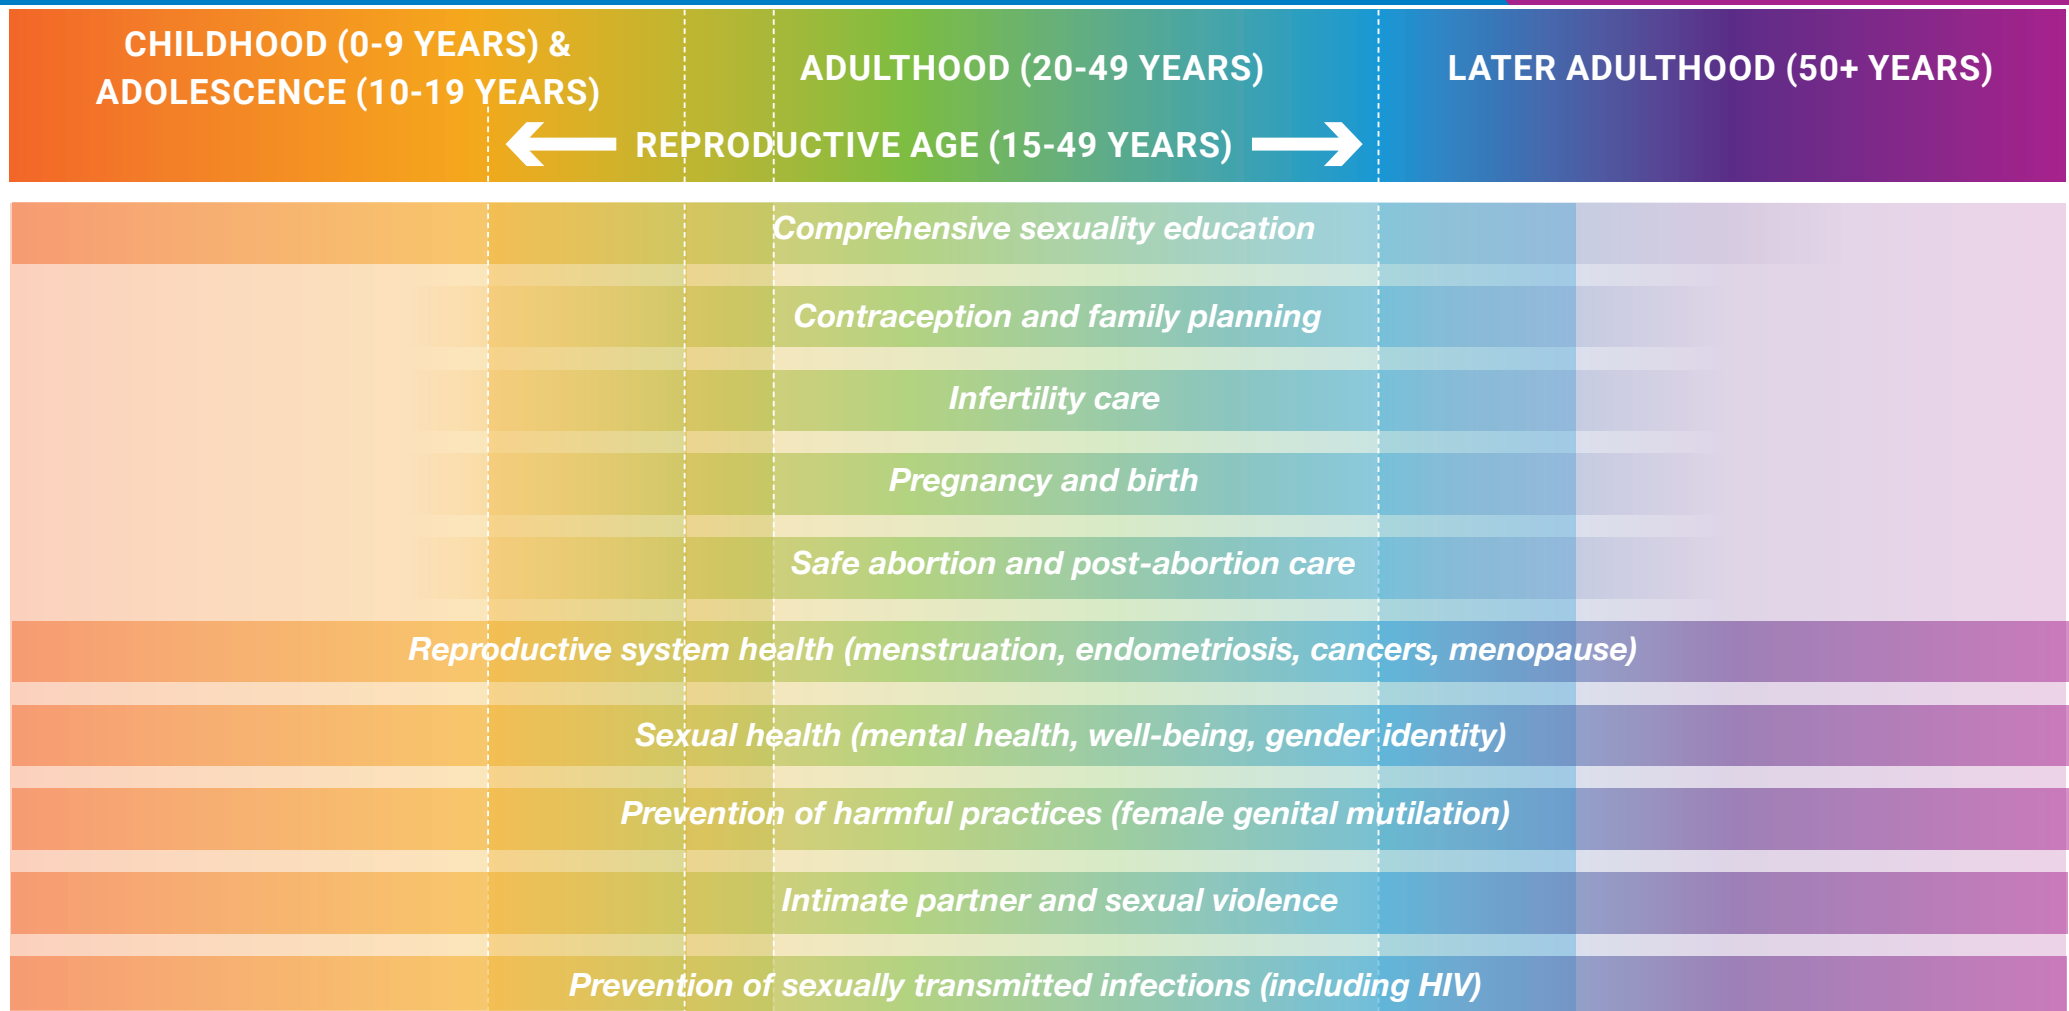 CHILDHOOD (0-9 YEARS) &
ADOLESCENCE (10-19 YEARS)
ADULTHOOD (20-49 YEARS)
LATER ADULTHOOD (50+ YEARS)
REPRODUCTIVE AGE (15-49 YEARS)
Comprehensive sexuality education
Contraception and family planning
Infertility care
Pregnancy and birth
Safe abortion and post-abortion care
Reproductive system health (menstruation, endometriosis, cancers, menopause)
Sexual health (mental health, well-being, gender identity)
Prevention of harmful practices (female genital mutilation)
Intimate partner and sexual violence
Prevention of sexually transmitted infections (including HIV)